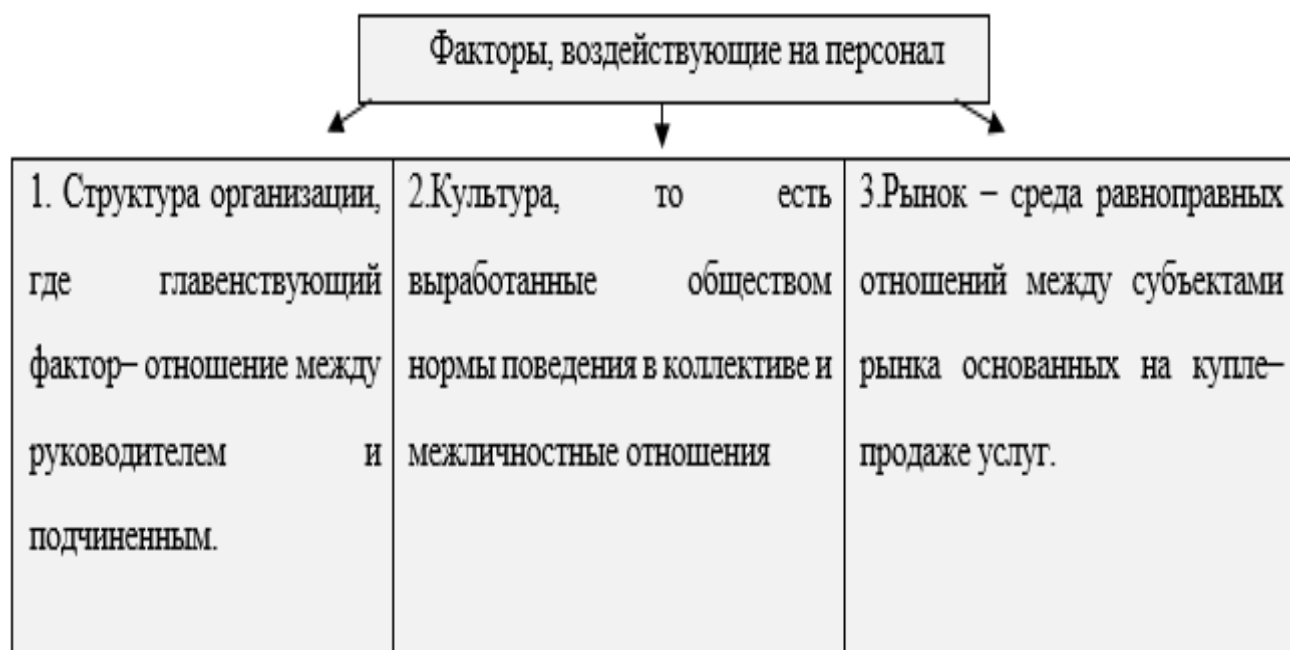 Факторы, воздействующие на персонал
1. Структура организации,
где главенствующий
фактор– отношение между
руководителем и
подчиненным.
2.Культура, то есть
выработанные обществом
нормы поведения в коллективе и
межличностные отношения
3.Рынок – среда равноправных
отношений между субъектами
рынка основанных на купле–
продаже услуг.